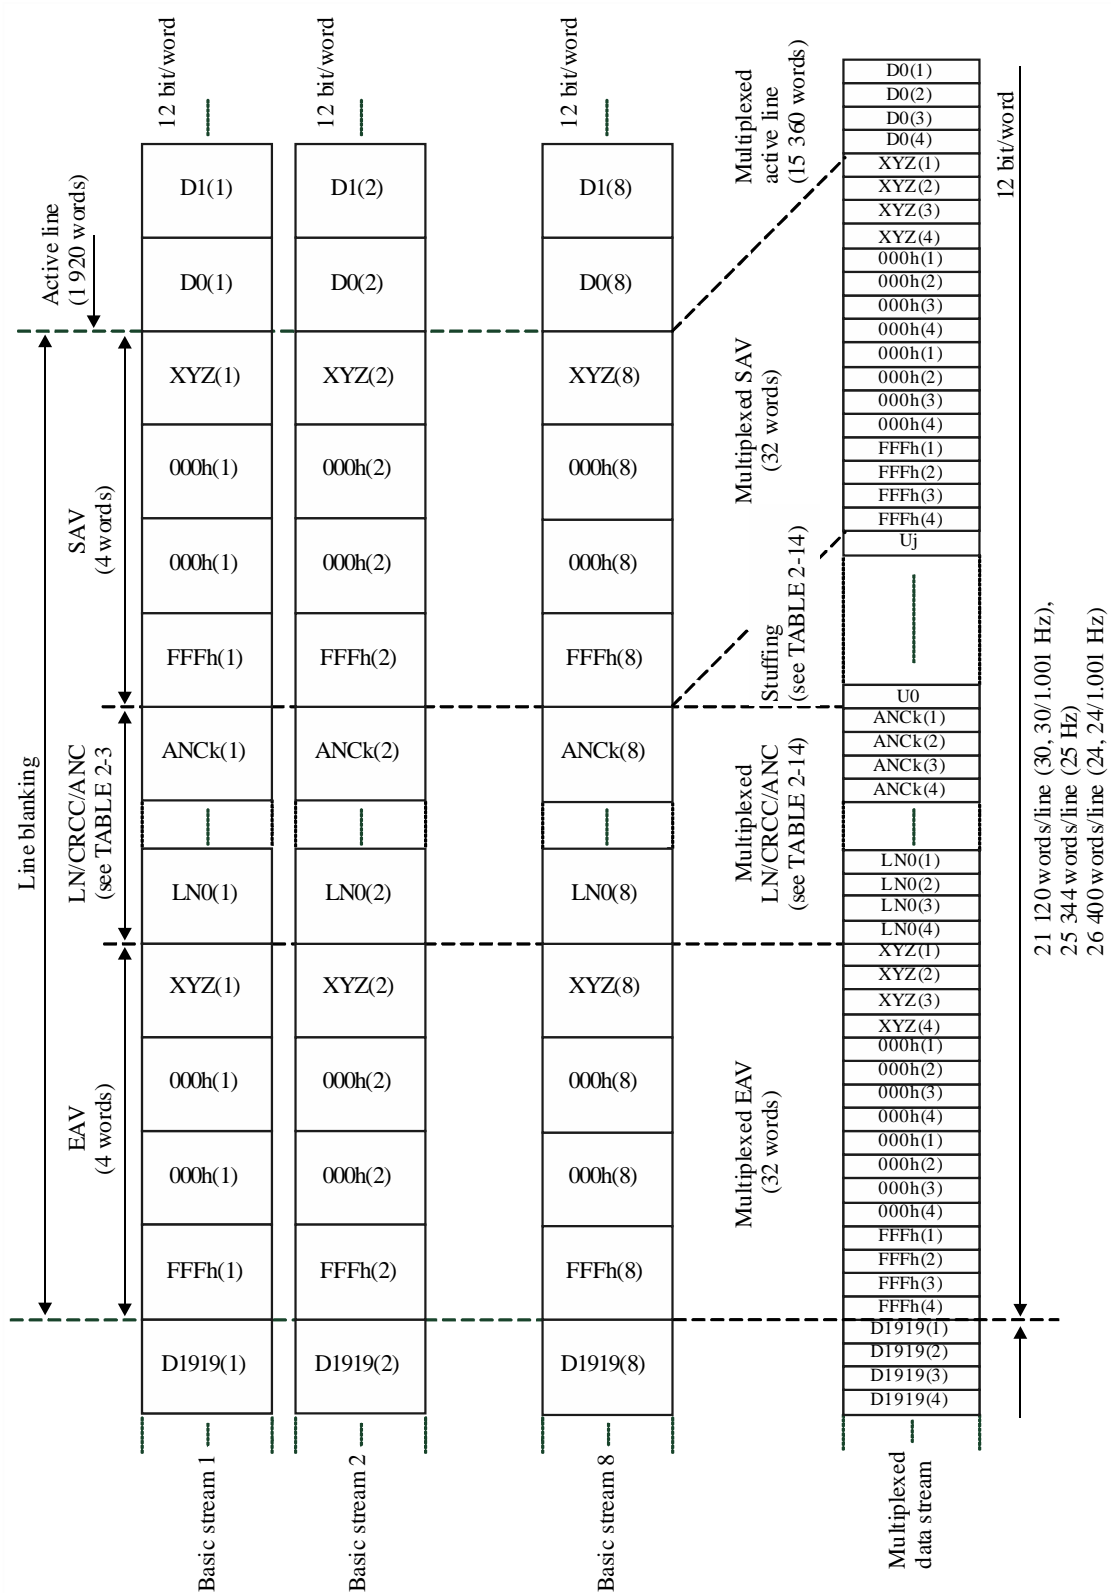 12 bit/word
12 bit/word
12 bit/word
Active line
(1 920 words)
Line blanking
SAV
(4 words)
LN/CRCC/ANC
(see TABLE 2-3
EAV
(4 words)
D1(1)
D0(1)
XYZ(1)
000h(1)
000h(1)
FFFh(1)
ANCk(1)
LN0(1)
XYZ(1)
000h(1)
000h(1)
FFFh(1)
D1919(1)
Basic stream 1
D1(2)
D0(2)
XYZ(2)
000h(2)
000h(2)
FFFh(2)
ANCk(2)
LN0(2)
XYZ(2)
000h(2)
000h(2)
FFFh(2)
D1919(2)
Basic stream 2
D1(8)
D0(8)
XYZ(8)
000h(8)
000h(8)
FFFh(8)
ANCk(8)
LN0(8)
XYZ(8)
000h(8)
000h(8)
FFFh(8)
D1919(8)
Basic stream 8
Multiplexed
active line
(15 360 words)
Multiplexed SAV
(32 words)
Stuffing
(see TABLE 2-14)
Multiplexed
LN/CRCC/ANC
(see TABLE 2-14)
Multiplexed EAV
(32 words)
D0(1)
D0(2)
D0(3)
D0(4)
XYZ(1)
XYZ(2)
XYZ(3)
XYZ(4)
000h(1)
000h(2)
000h(3)
000h(4)
000h(1)
000h(2)
000h(3)
000h(4)
FFFh(1)
FFFh(2)
FFFh(3)
FFFh(4)
Uj
U0
ANCk(1)
ANCk(2)
ANCk(3)
ANCk(4)
LN0(1)
LN0(2)
LN0(3)
LN0(4)
XYZ(1)
XYZ(2)
XYZ(3)
XYZ(4)
000h(1)
000h(2)
000h(3)
000h(4)
000h(1)
000h(2)
000h(3)
000h(4)
FFFh(1)
FFFh(2)
FFFh(3)
FFFh(4)
D1919(1)
D1919(2)
D1919(3)
D1919(4)
Multiplexed
data stream
12 bit/word
21 120 words/line (30, 30/1.001 Hz),
25 344 words/line (25 Hz)
26 400 words/line (24, 24/1.001 Hz)